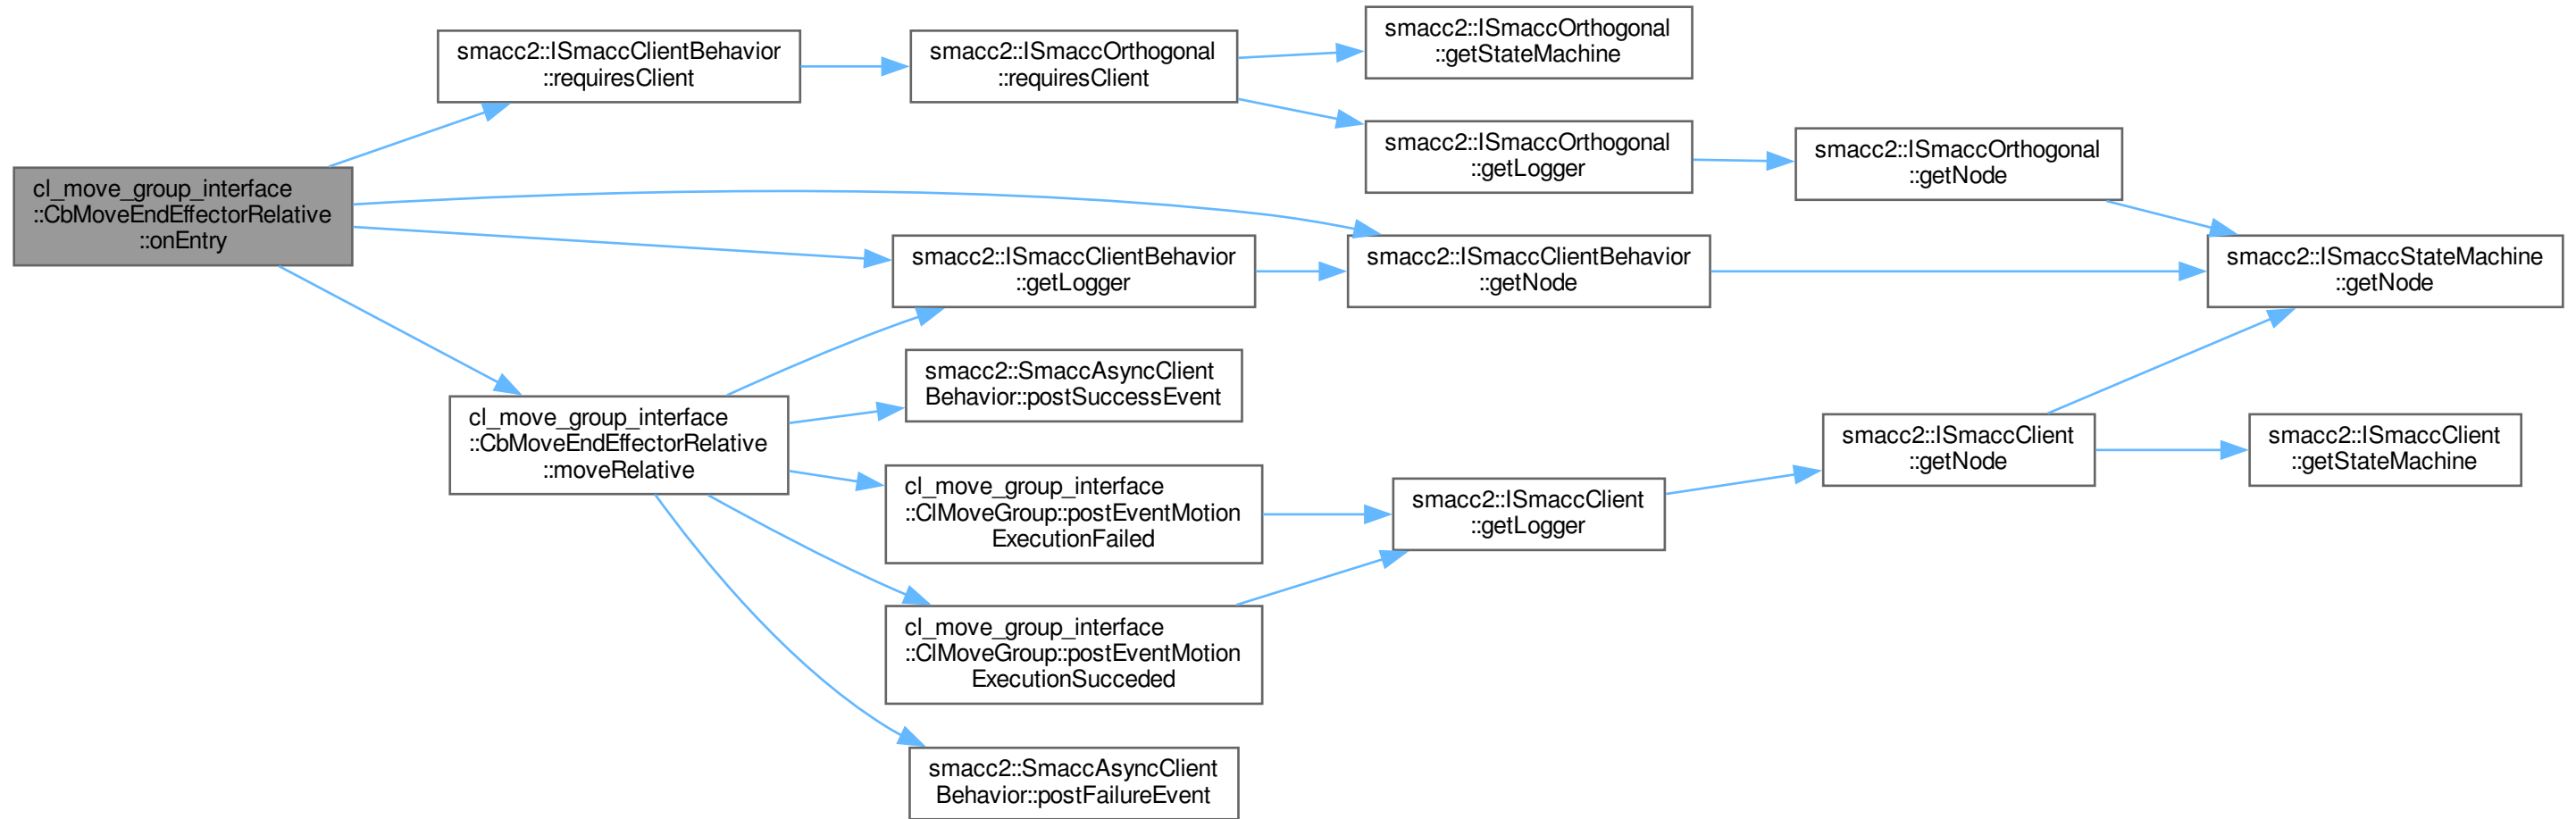 cl_move_group_interface
::CbMoveEndEffectorRelative
::onEntry
smacc2::ISmaccClientBehavior
::requiresClient
smacc2::ISmaccOrthogonal
::requiresClient
smacc2::ISmaccOrthogonal
::getStateMachine
smacc2::ISmaccOrthogonal
::getLogger
smacc2::ISmaccOrthogonal
::getNode
smacc2::ISmaccClientBehavior
::getLogger
smacc2::ISmaccClientBehavior
::getNode
smacc2::ISmaccStateMachine
::getNode
cl_move_group_interface
::CbMoveEndEffectorRelative
::moveRelative
smacc2::SmaccAsyncClient
Behavior::postSuccessEvent
cl_move_group_interface
::ClMoveGroup::postEventMotion
ExecutionFailed
smacc2::ISmaccClient
::getLogger
smacc2::ISmaccClient
::getNode
smacc2::ISmaccClient
::getStateMachine
cl_move_group_interface
::ClMoveGroup::postEventMotion
ExecutionSucceded
smacc2::SmaccAsyncClient
Behavior::postFailureEvent